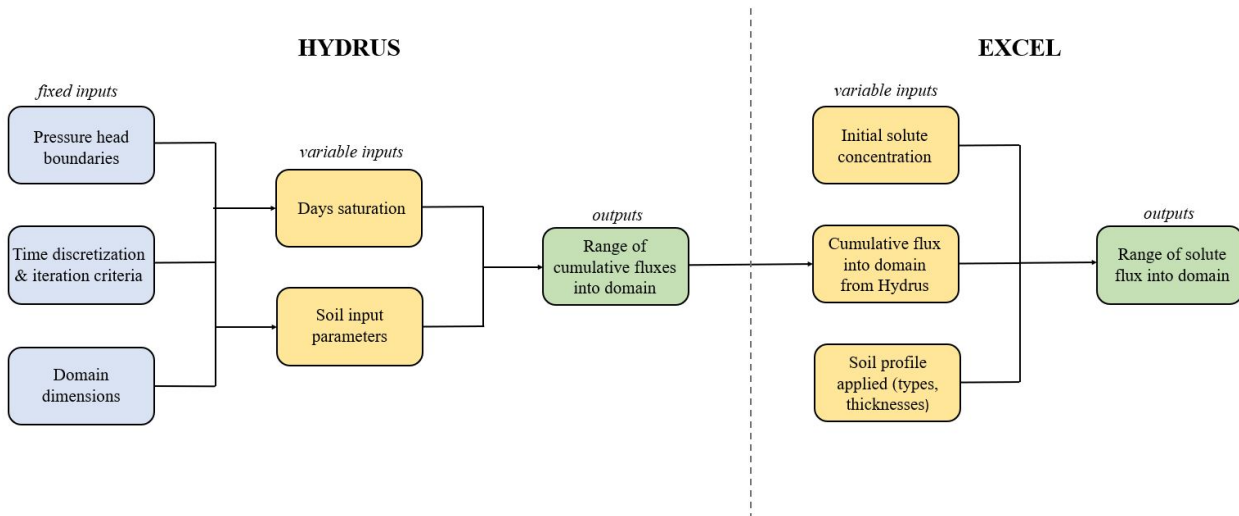 HYDRUS
fixed inputs
Pressure head
boundaries
Time discretization
& iteration criteria
Domain
dimensions
variable inputs
Days saturation
Soil input
parameters
outputs
Range of
cumulative fluxes
into domain
EXCEL
variable inputs
Initial solute
concentration
Cumulative flux
into domain
from Hydrus
Soil profile
applied (types,
thicknesses)
outputs
Range of solute
flux into domain